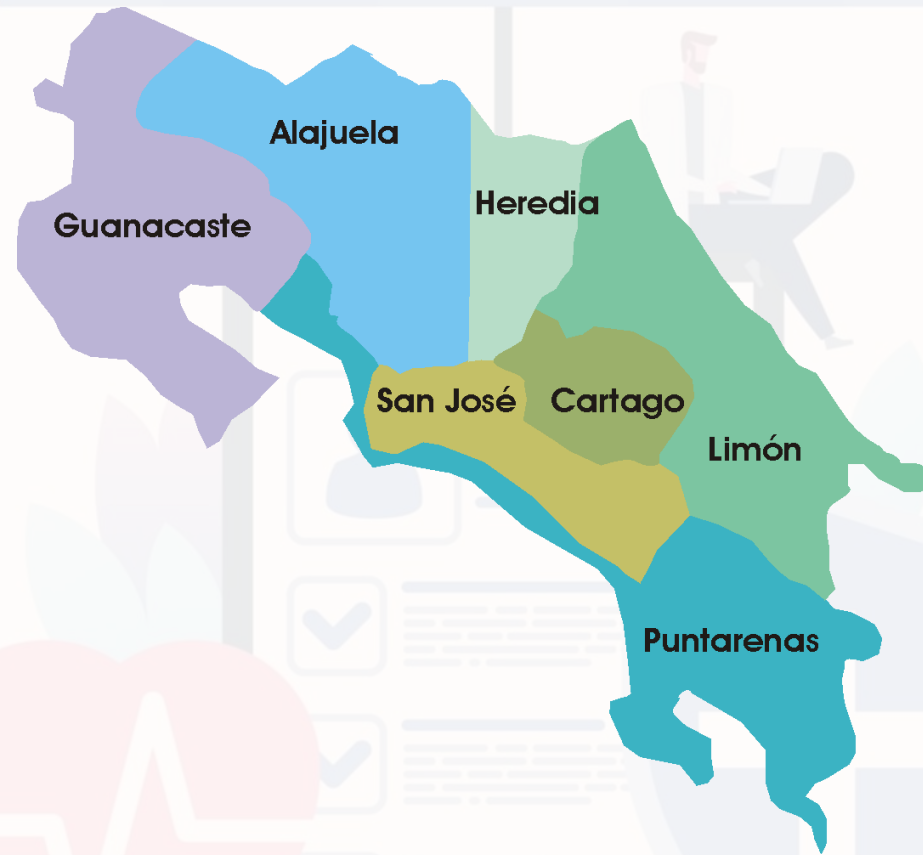 Alajuela
Heredia
Guanacaste
San José
Cartago
Limón
Puntarenas